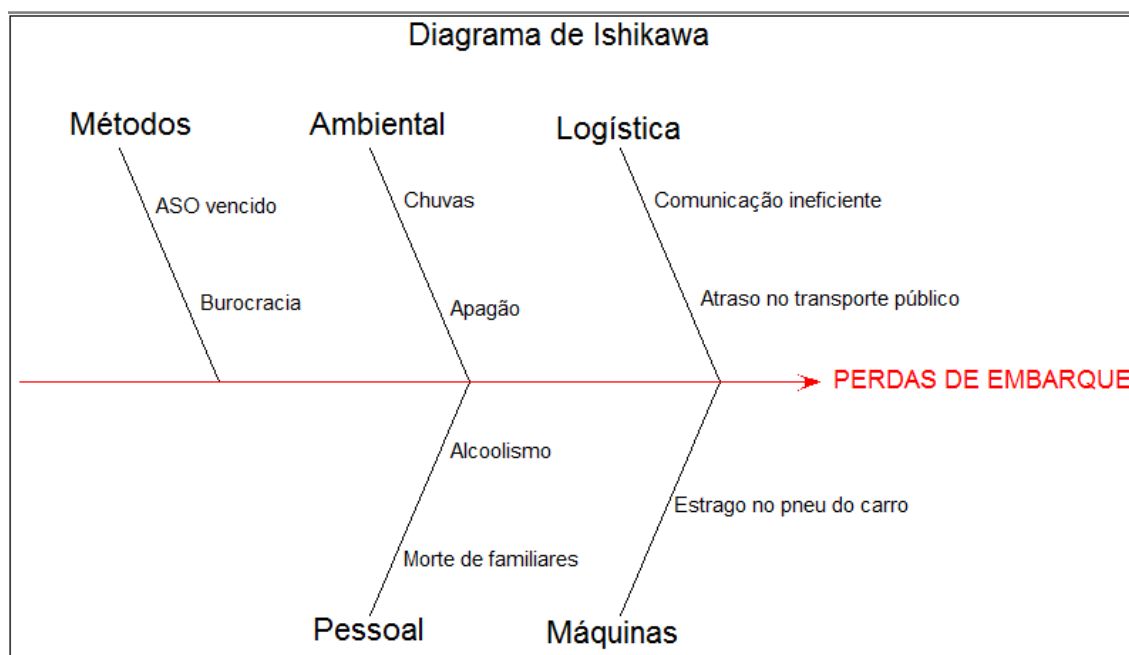 Diagrama de Ishikawa
Métodos
Ambiental
Logística
ASO vencido
Chuvas
Comunicação ineficiente
Burocracia
Apagão
Atraso no transporte público
PERDAS DE EMBARQUE
Alcoolismo
Estrago no pneu do carro
Morte de familiares
Pessoal
Máquinas